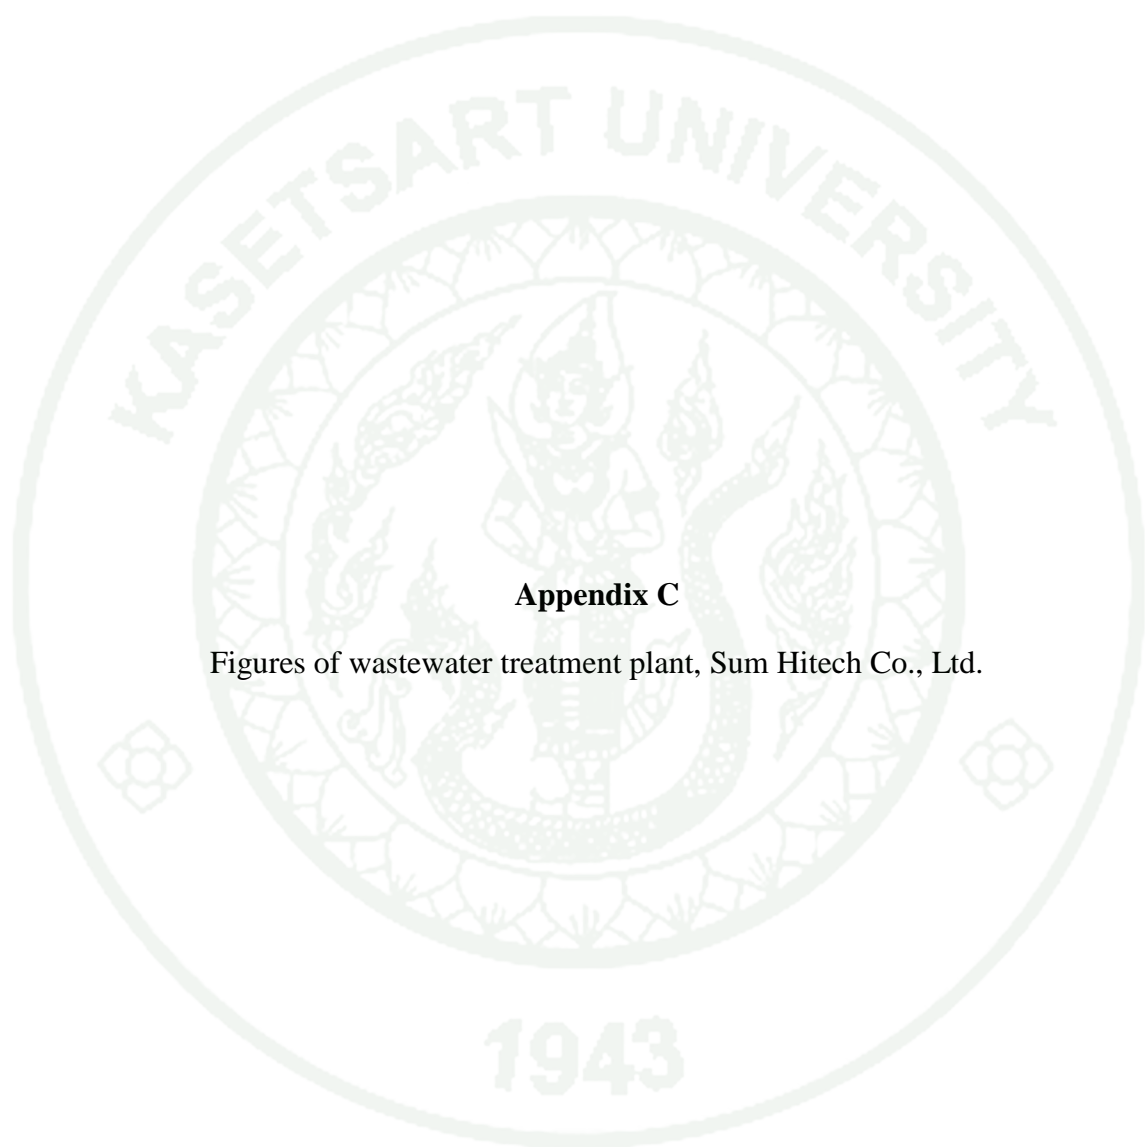 KASETSART UNIVERSITY
Appendix C
Figures of wastewater treatment plant, Sum Hitech Co., Ltd.
1943